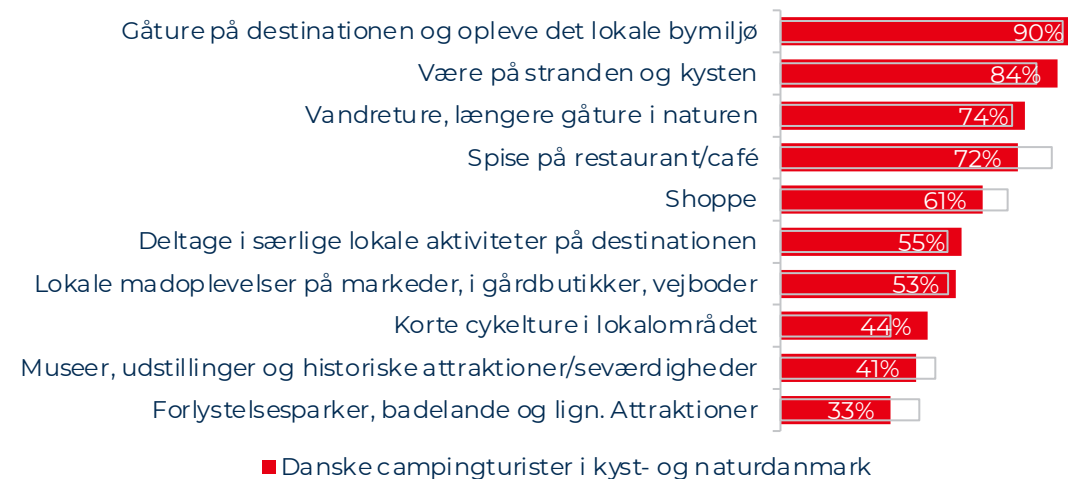 Gåture på destinationen og opleve det lokale bymiljø 90%
Være på stranden og kysten 84%
Vandreture, længere gåture i naturen 74%
Spise på restaurant/café 72%
Shoppe 61%
Deltage i særlige lokale aktiviteter på destinationen 55%
Lokale madoplevelser på markeder, i gårdbutikker, vejboder 53%
Korte cykelture i lokalområdet 44%
Museer, udstillinger og historiske attraktioner/seværdigheder 41%
Forlystelsesparker, badelande og lign. Attraktioner 33%
Danske campingturister i kyst- og naturdanmark